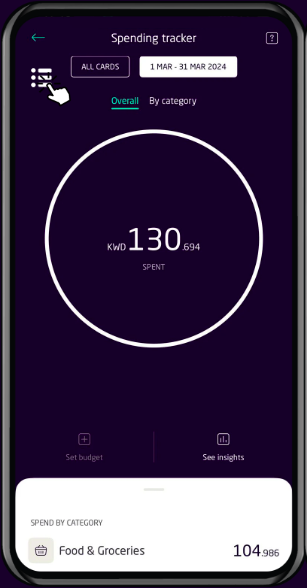 Spending tracker
?
ALL CARDS
1 MAR - 31 MAR 2024
Overall
By category
KWD 130.694
SPENT
Set budget
See insights
SPEND BY CATEGORY
Food & Groceries
104.986